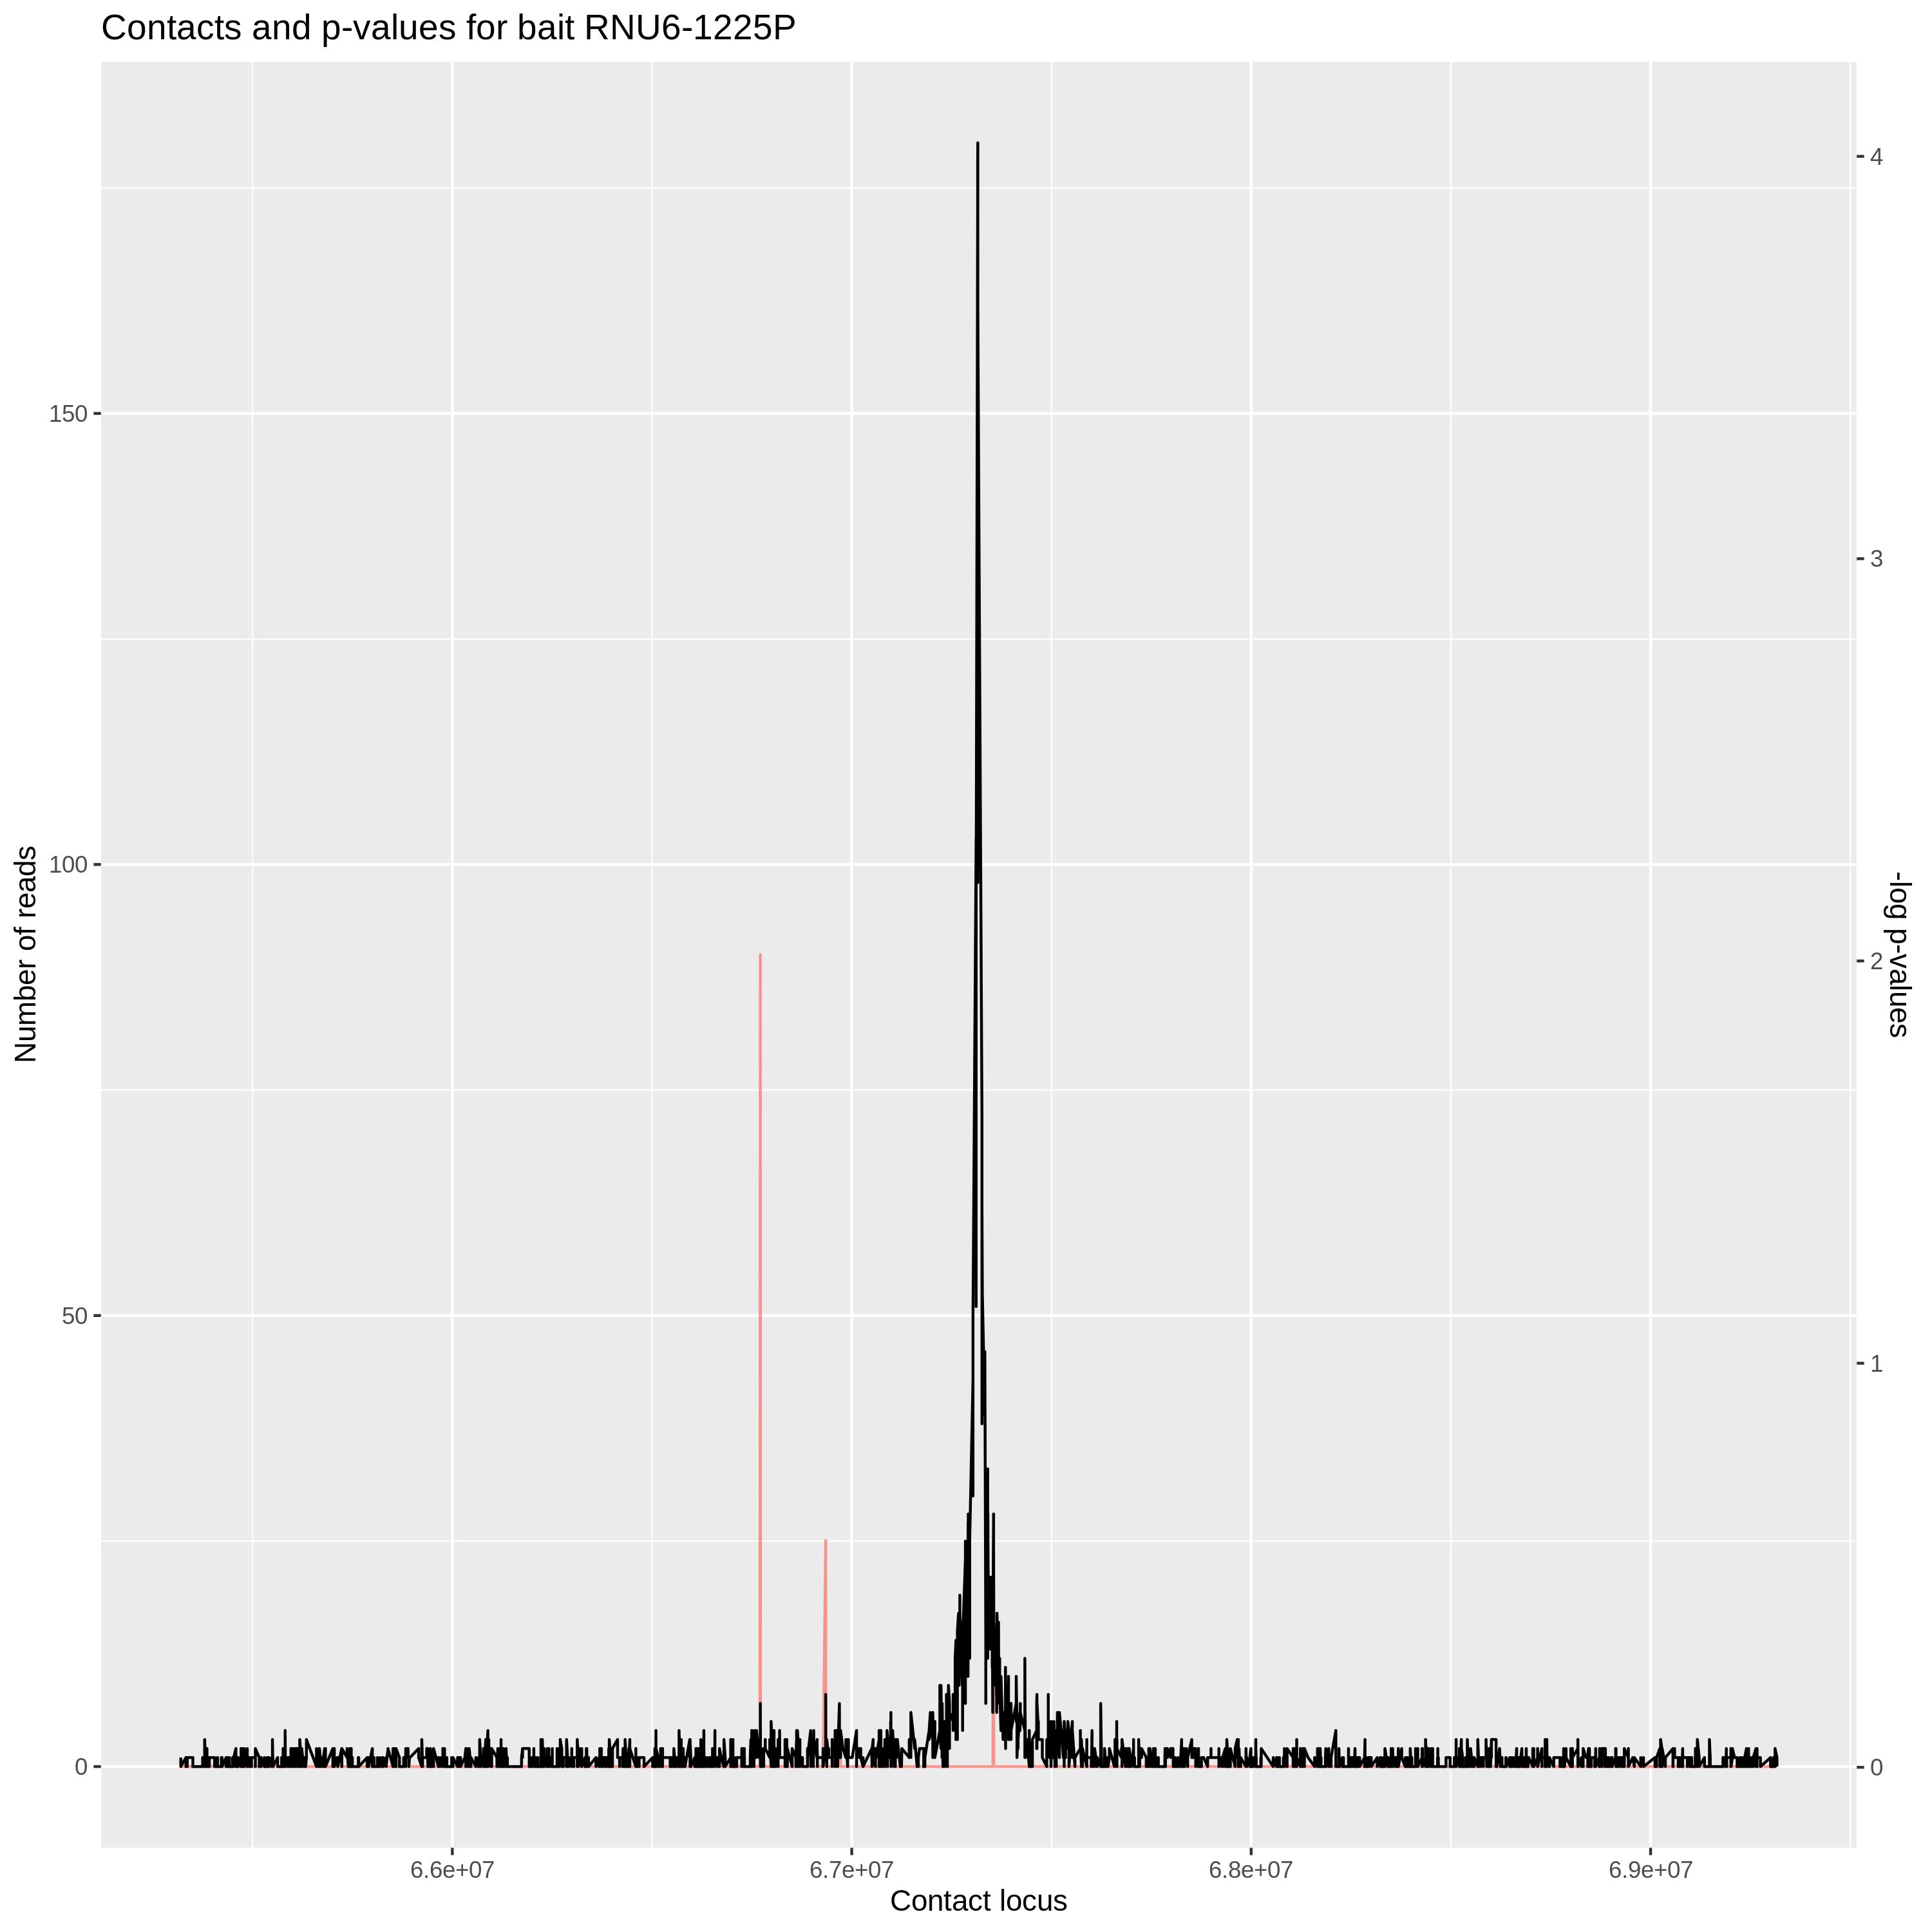 Contacts and p-values for bait RNU6-1225P
Number of reads
150
100
50
0
4
3
2
1
0
-log p-values
6.6e+07
6.7e+07
6.8e+07
6.9e+07
Contact locus